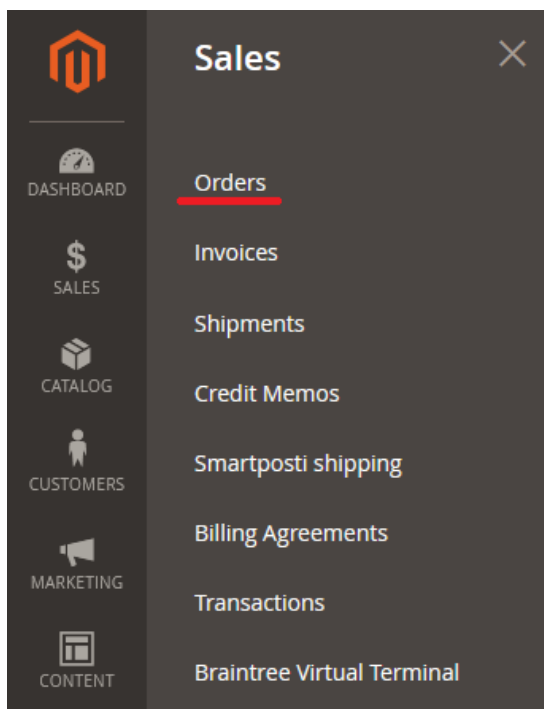 Sales
Orders
Invoices
Shipments
Credit Memos
Smartposti shipping
Billing Agreements
Transactions
Braintree Virtual Terminal
DASHBOARD
SALES
CATALOG
CUSTOMERS
MARKETING
CONTENT